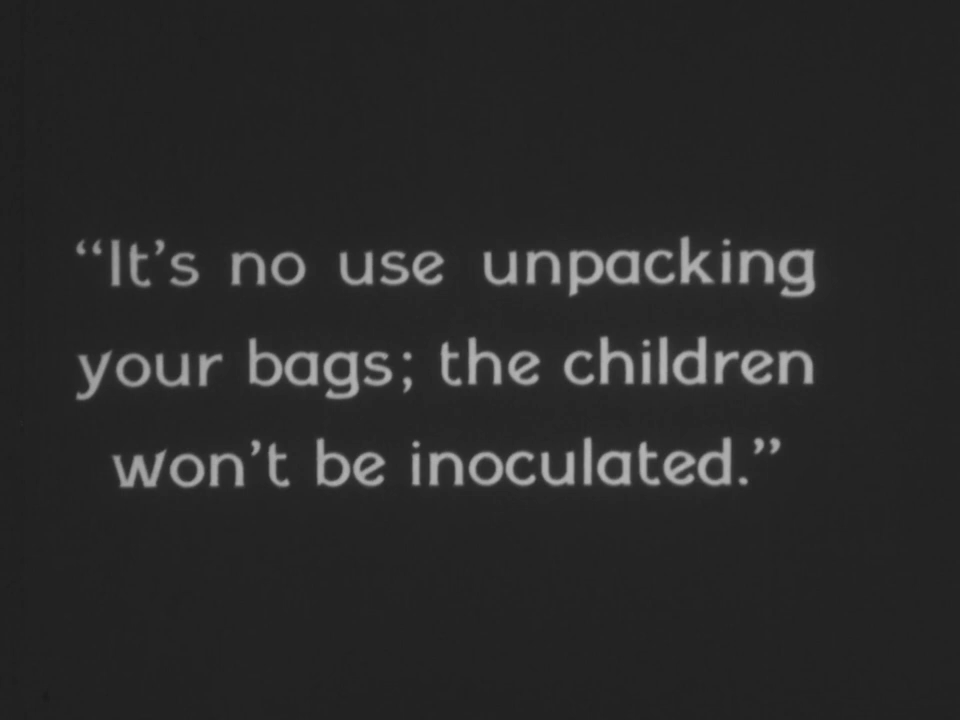 “It’s no use unpacking
your bags; the children
won’t be inoculated.”